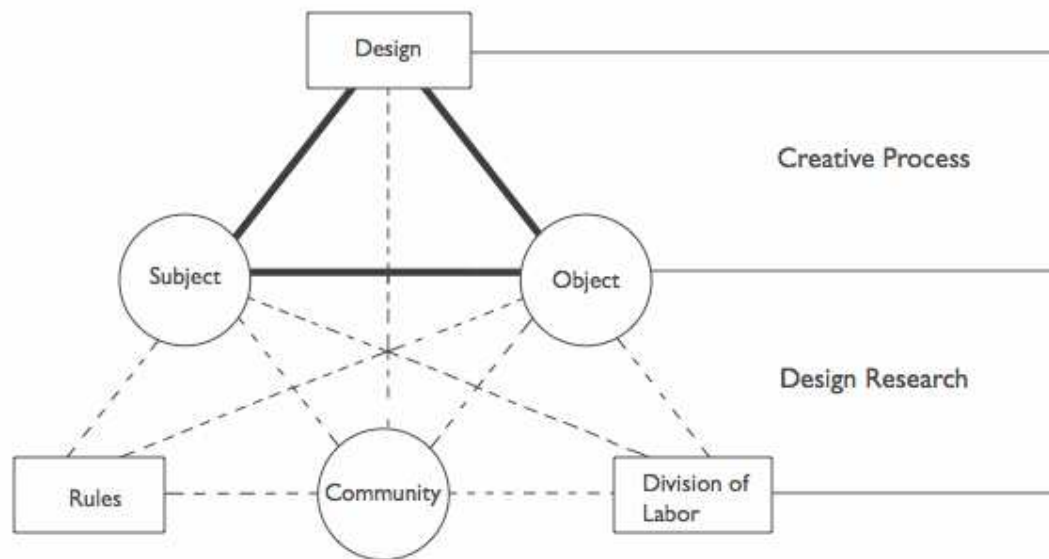 Design
Creative Process
Subject
Object
Design Research
Rules
Community
Division of
Labor